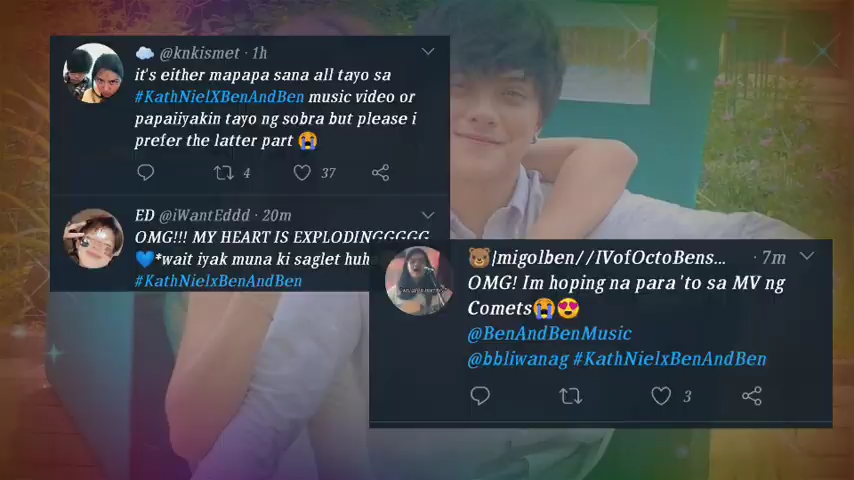 ☁️ @knkismet · 1h
it's either mapapa sana all tayo sa
#KathNielXBenAndBen music video or
papaiiyakin tayo ng sobra but please i
prefer the latter part 😭
4 37
ED @iWantEddd · 20m
OMG!!! MY HEART IS EXPLODINGGGGG
💙*wait iyak muna ki saglet huh
#KathNielxBenAndBen
🐻|migolben//IVofOctoBens... · 7m
OMG! Im hoping na para 'to sa MV ng
Comets😭😍
@BenAndBenMusic
@bbliwanag #KathNielxBenAndBen
3